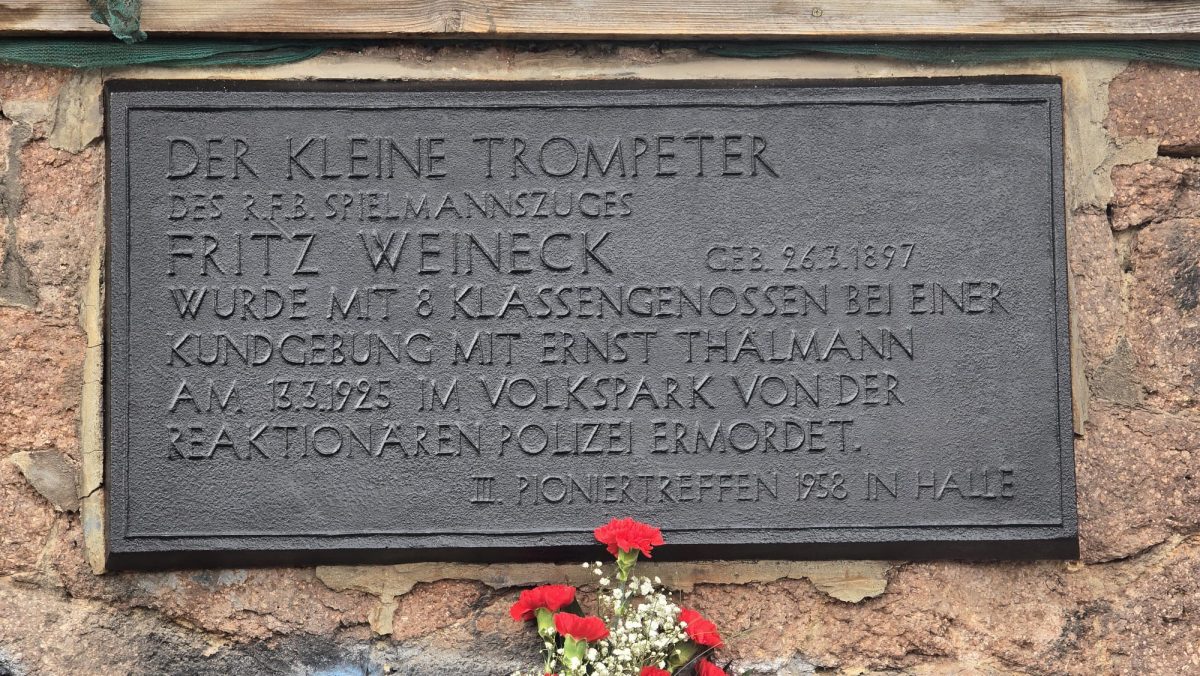 DER KLEINE TROMPETER
DES R.F.B. SPIELMANNSZUGES
FRITZ WEINECK GEB. 26.3.1897
WURDE MIT 8 KLASSENGENOSSEN BEI EINER
KUNDGEBUNG MIT ERNST THÄLMANN
AM 13.3.1925 IM VOLKSPARK VON DER
REAKTIONÄREN POLIZEI ERMORDET.
III. PIONIERTREFFEN 1958 IN HALLE